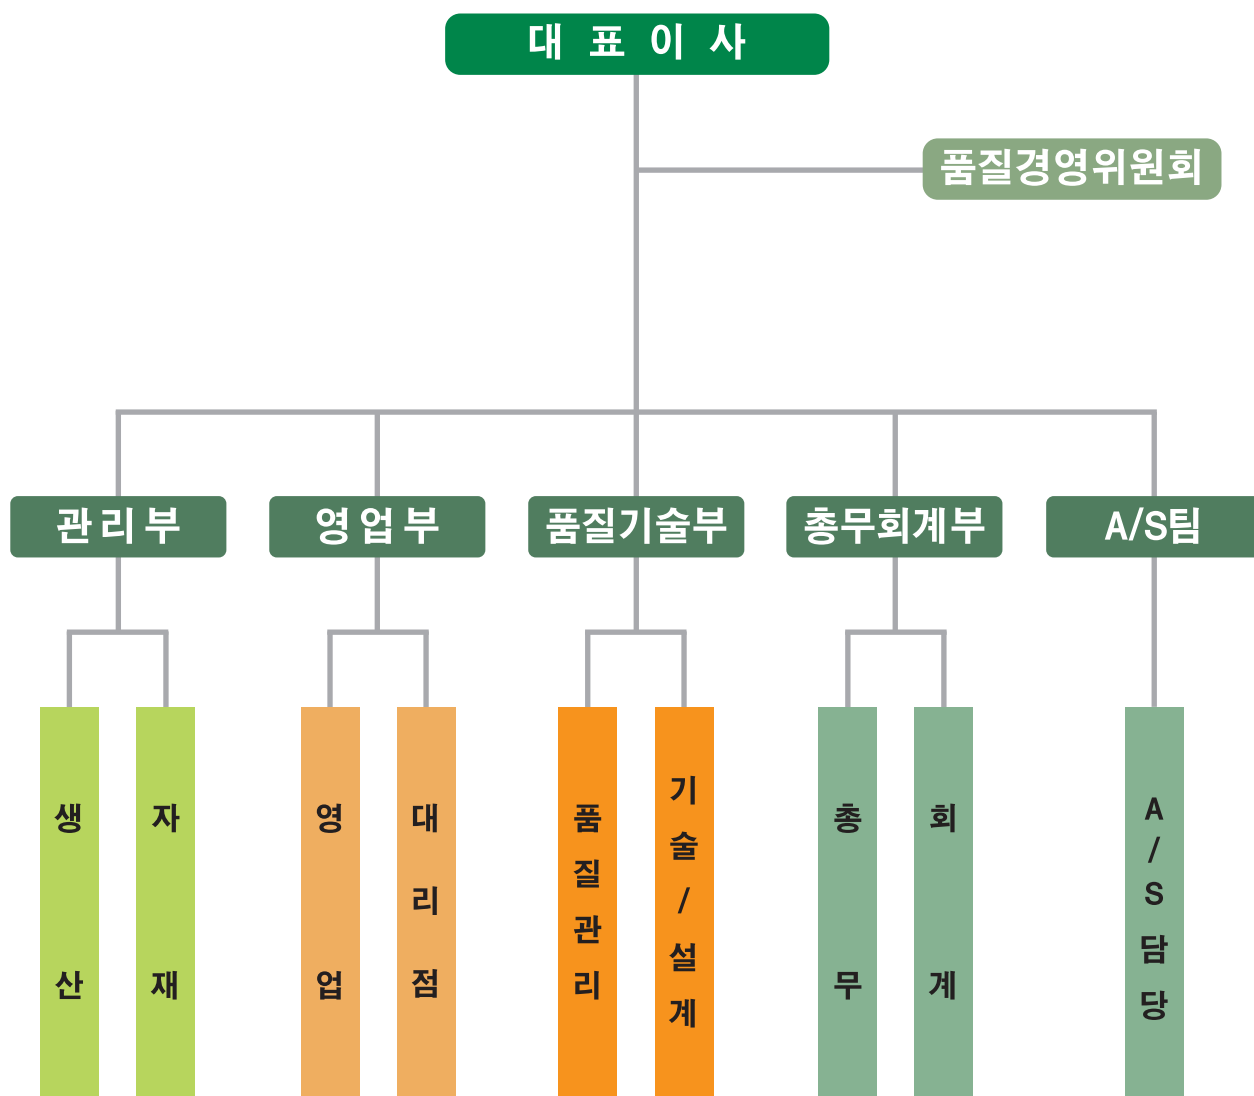 대표이사
품질경영위원회
관리부
영업부
품질기술부
총무회계부
A/S팀
생산
자재
영업
대리점
품질관리
기술/설계
총무
회계
A/S담당